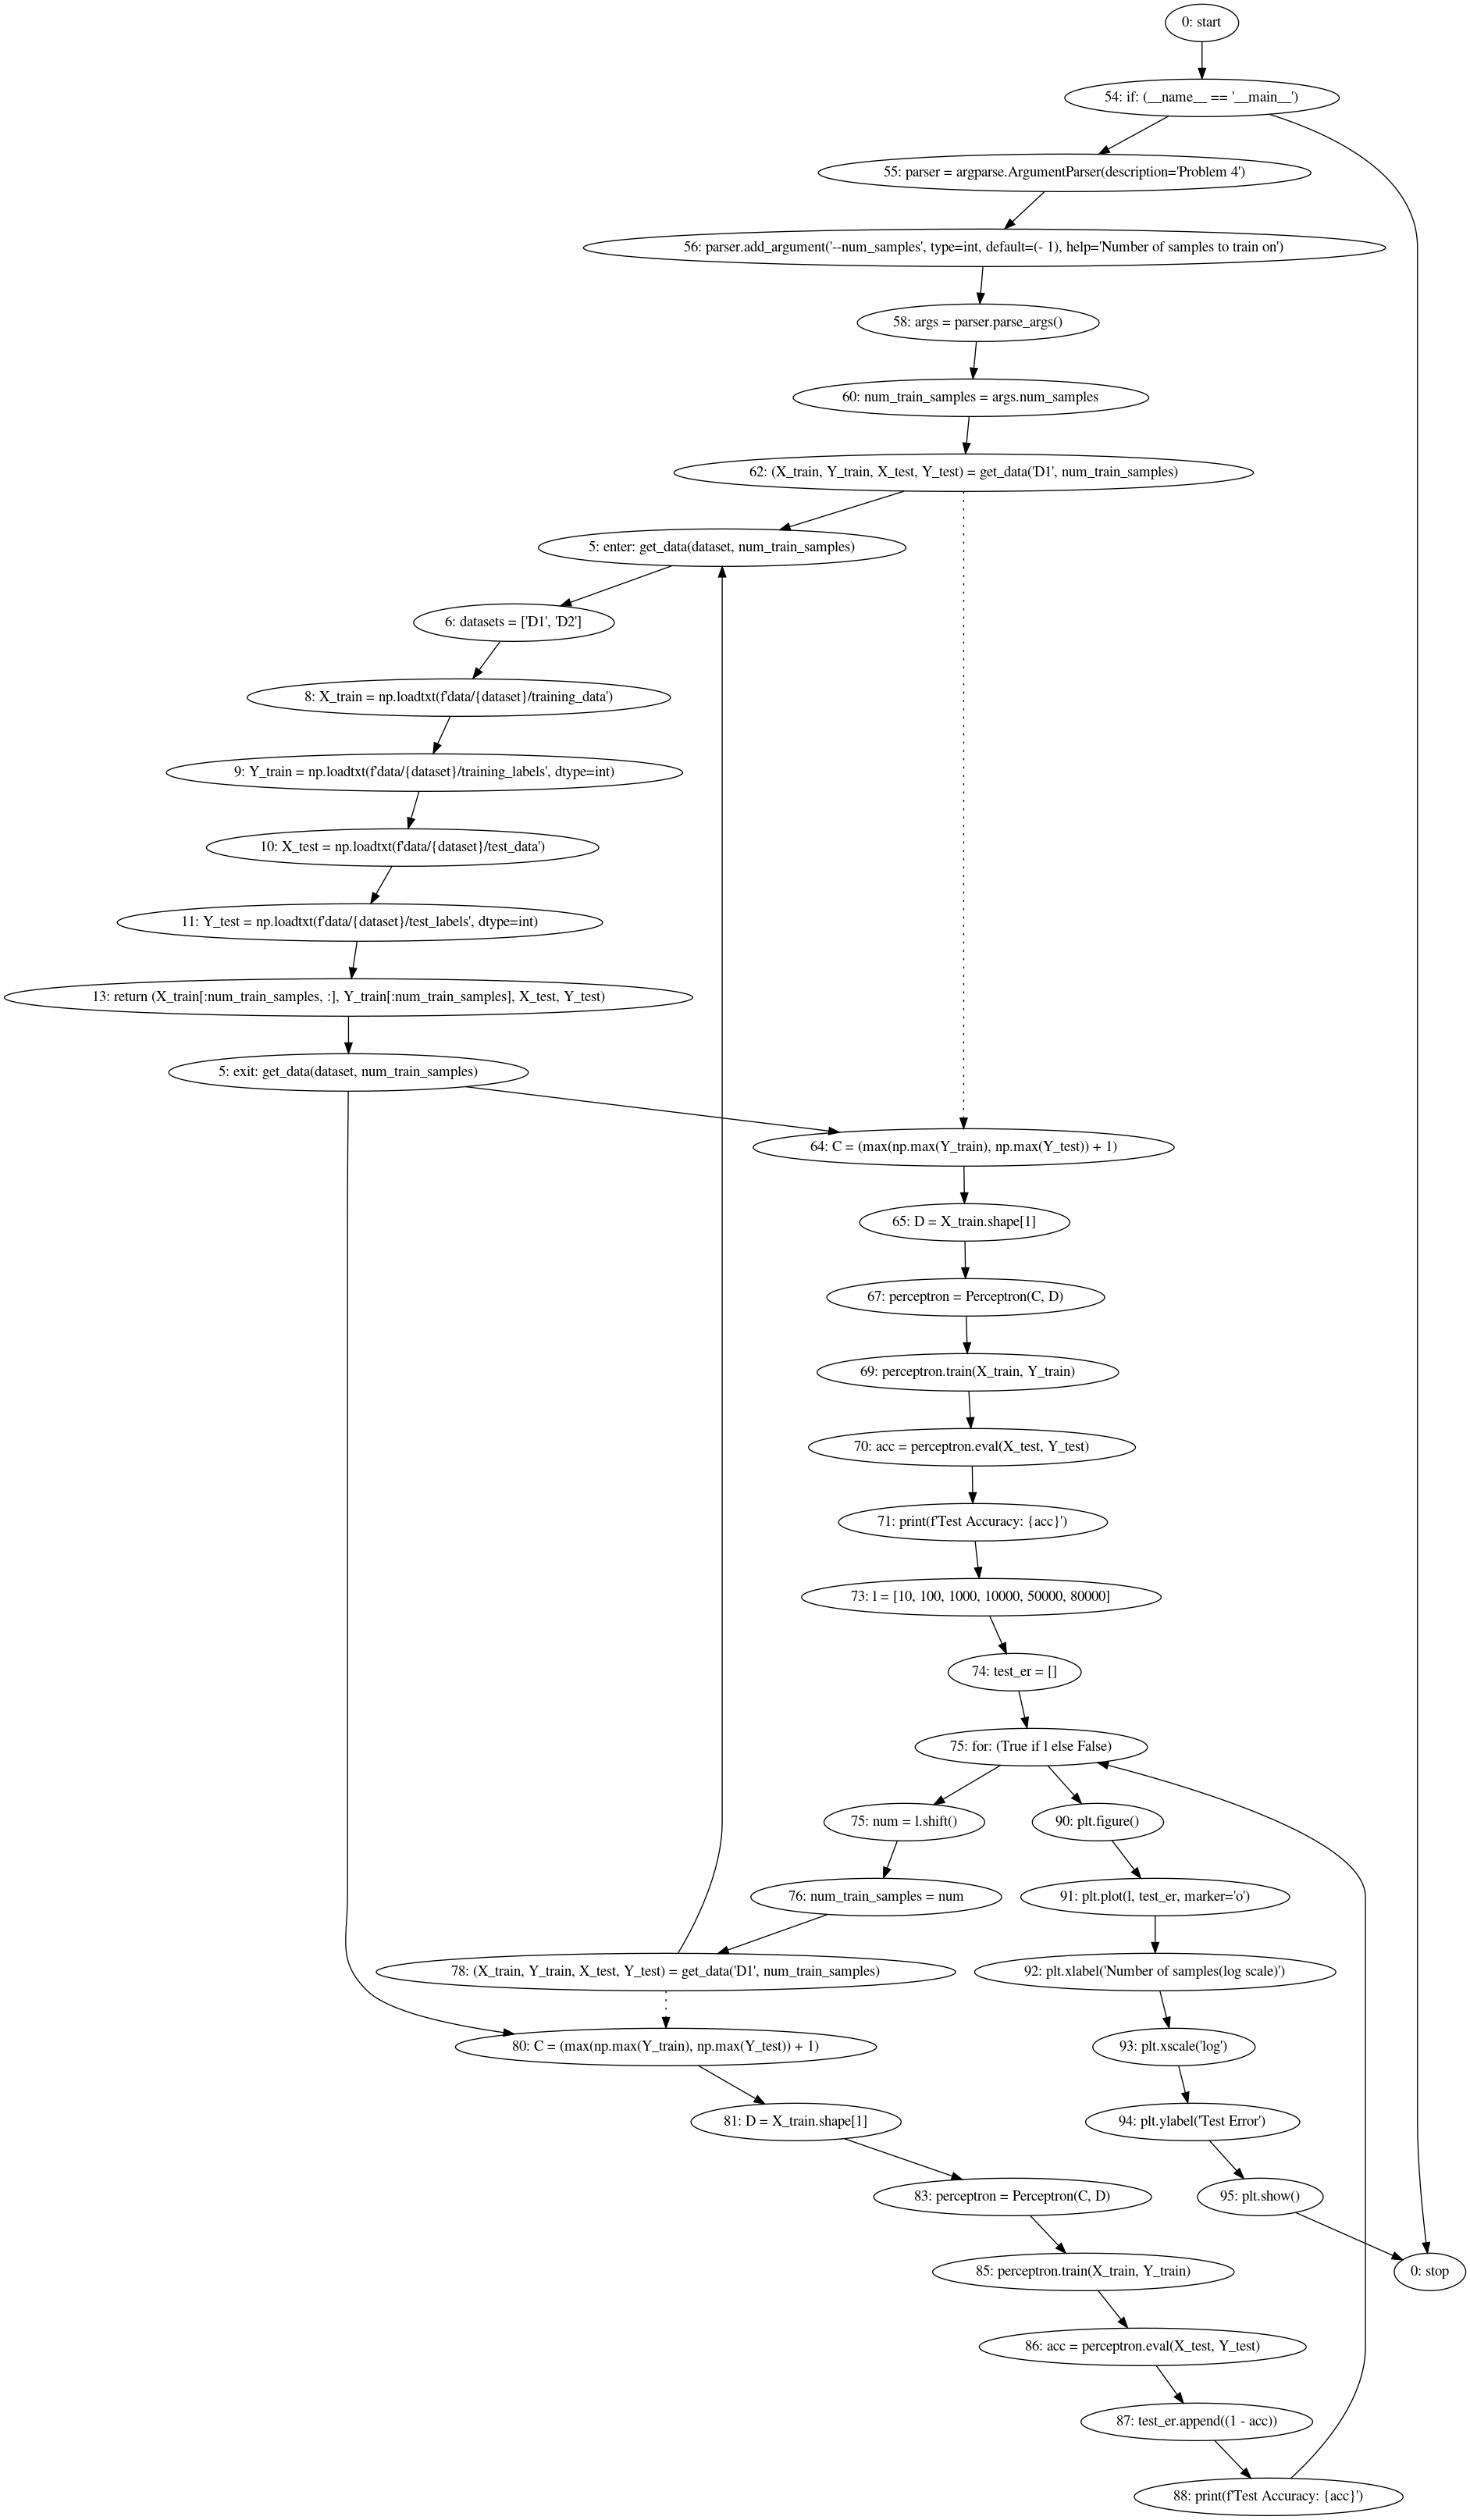 0: start
54: if: (__name__ == '__main__')
55: parser = argparse.ArgumentParser(description='Problem 4')
56: parser.add_argument('--num_samples', type=int, default=(- 1), help='Number of samples to train on')
58: args = parser.parse_args()
60: num_train_samples = args.num_samples
62: (X_train, Y_train, X_test, Y_test) = get_data('D1', num_train_samples)
5: enter: get_data(dataset, num_train_samples)
6: datasets = ['D1', 'D2']
8: X_train = np.loadtxt(f'data/{dataset}/training_data')
9: Y_train = np.loadtxt(f'data/{dataset}/training_labels', dtype=int)
10: X_test = np.loadtxt(f'data/{dataset}/test_data')
11: Y_test = np.loadtxt(f'data/{dataset}/test_labels', dtype=int)
13: return (X_train[:num_train_samples, :], Y_train[:num_train_samples], X_test, Y_test)
5: exit: get_data(dataset, num_train_samples)
64: C = (max(np.max(Y_train), np.max(Y_test)) + 1)
65: D = X_train.shape[1]
67: perceptron = Perceptron(C, D)
69: perceptron.train(X_train, Y_train)
70: acc = perceptron.eval(X_test, Y_test)
71: print(f'Test Accuracy: {acc}')
73: l = [10, 100, 1000, 10000, 50000, 80000]
74: test_er = []
75: for: (True if l else False)
75: num = l.shift()
90: plt.figure()
76: num_train_samples = num
91: plt.plot(l, test_er, marker='o')
78: (X_train, Y_train, X_test, Y_test) = get_data('D1', num_train_samples)
92: plt.xlabel('Number of samples(log scale)')
80: C = (max(np.max(Y_train), np.max(Y_test)) + 1)
93: plt.xscale('log')
81: D = X_train.shape[1]
94: plt.ylabel('Test Error')
83: perceptron = Perceptron(C, D)
95: plt.show()
85: perceptron.train(X_train, Y_train)
0: stop
86: acc = perceptron.eval(X_test, Y_test)
87: test_er.append((1 - acc))
88: print(f'Test Accuracy: {acc}')